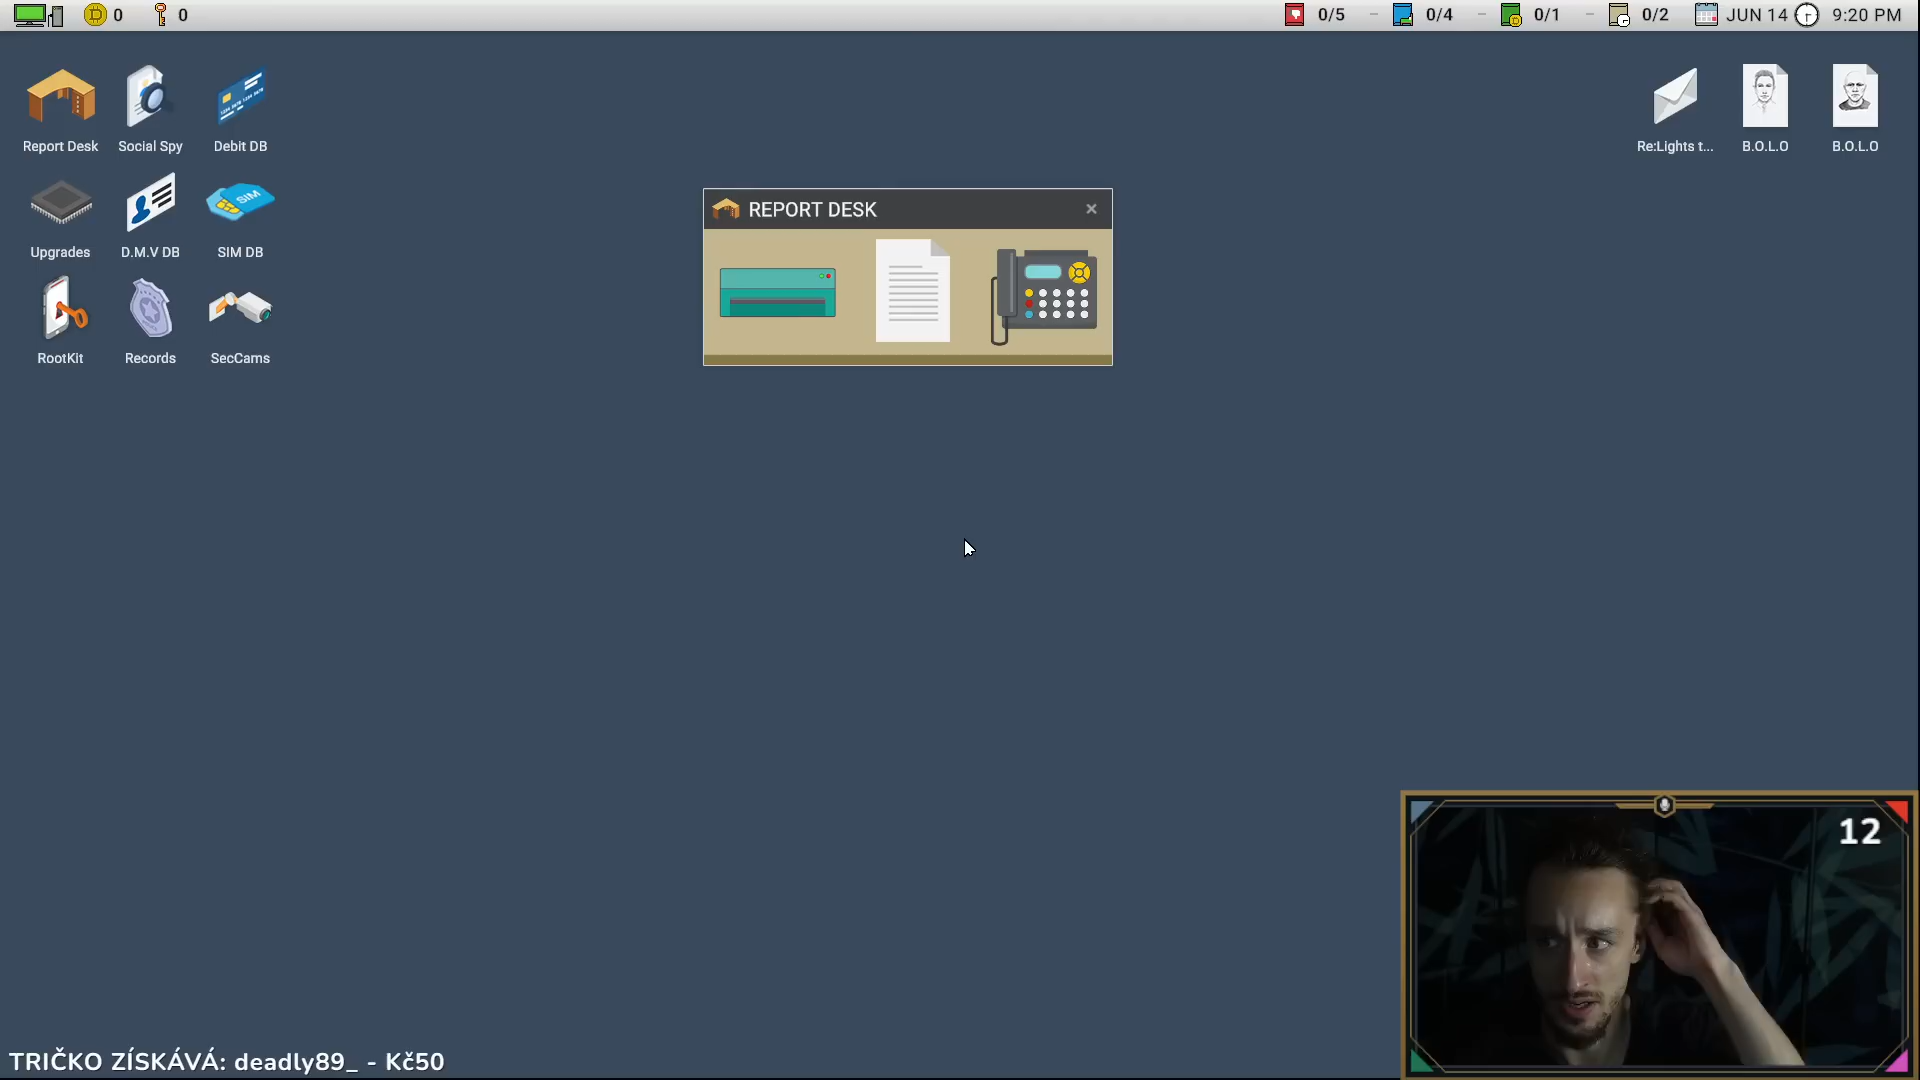 0 0 0/5 - 0/4 - 0/1 - 0/2 JUN 14 9:20 PM
Report Desk Social Spy Debit DB Re:Lights t... B.O.L.O B.O.L.O
REPORT DESK
SIM
Upgrades D.M.V DB SIM DB
RootKit Records SecCams
12
TRIČKO ZÍSKÁVÁ: deadly89_ - Kč50